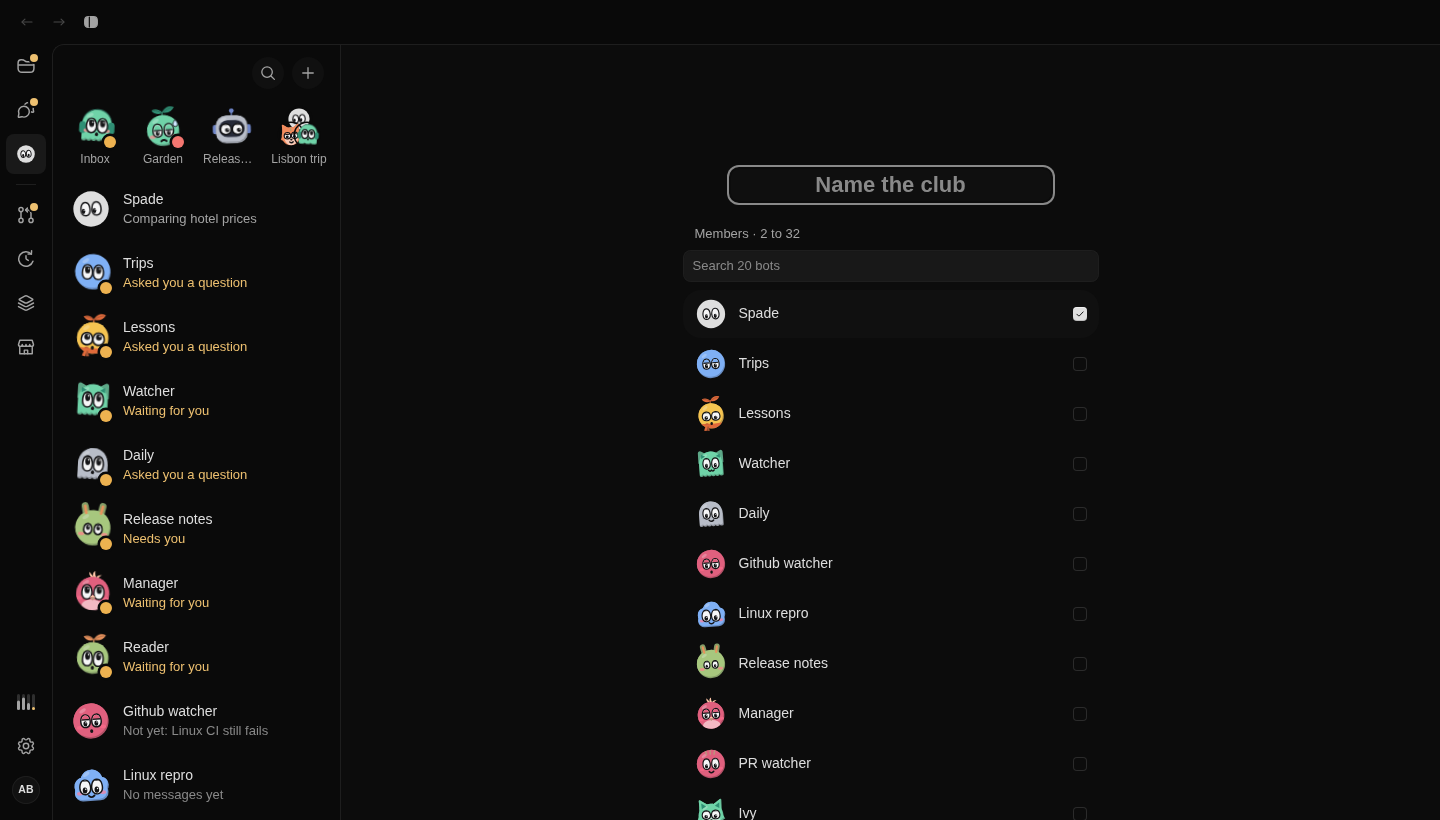 Inbox
Garden
Releas…
Lisbon trip
Spade
Comparing hotel prices
Trips
Asked you a question
Lessons
Asked you a question
Watcher
Waiting for you
Daily
Asked you a question
Release notes
Needs you
Manager
Waiting for you
Reader
Waiting for you
Github watcher
Not yet: Linux CI still fails
Linux repro
No messages yet
AB
Name the club
Members · 2 to 32
Search 20 bots
Spade
Trips
Lessons
Watcher
Daily
Github watcher
Linux repro
Release notes
Manager
PR watcher
Ivy